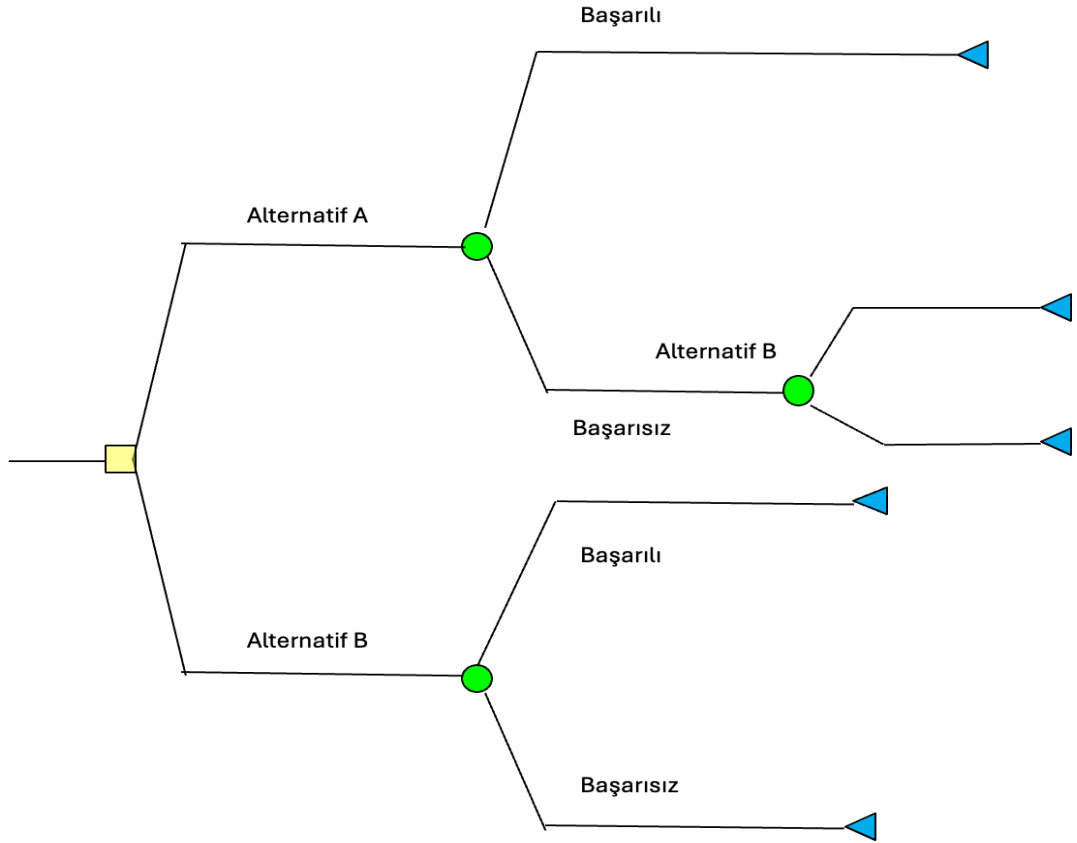 Başarılı
Alternatif A
Alternatif B
Başarısız
Başarılı
Alternatif B
Başarısız